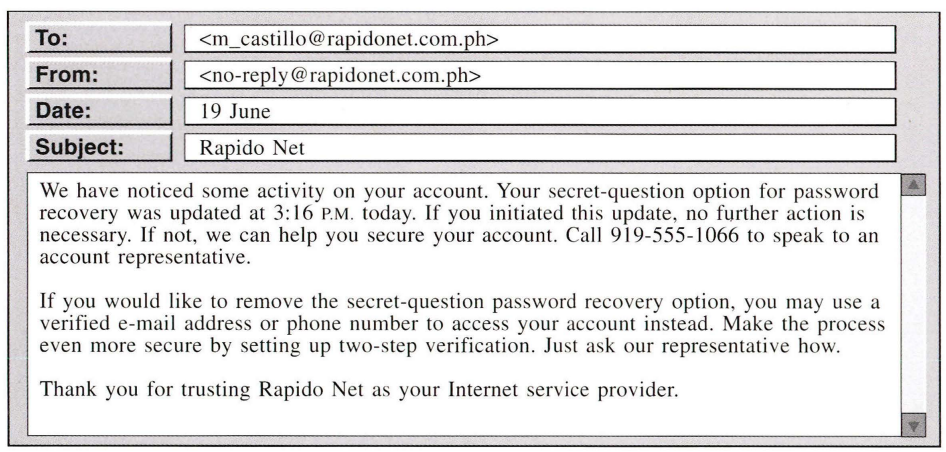 To: <m_castillo@rapidonet.com.ph>
From: <no-reply@rapidonet.com.ph>
Date: 19 June
Subject: Rapido Net
We have noticed some activity on your account. Your secret-question option for password
recovery was updated at 3:16 P.M. today. If you initiated this update, no further action is
necessary. If not, we can help you secure your account. Call 919-555-1066 to speak to an
account representative.
If you would like to remove the secret-question password recovery option, you may use a
verified e-mail address or phone number to access your account instead. Make the process
even more secure by setting up two-step verification. Just ask our representative how.
Thank you for trusting Rapido Net as your Internet service provider.